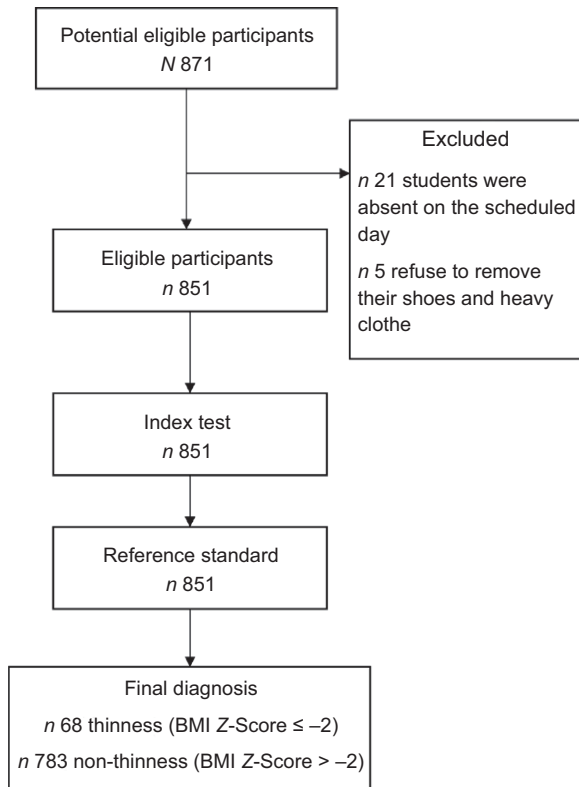 Potential eligible participants
N 871
Excluded
n 21 students were
absent on the scheduled
day
n 5 refuse to remove
their shoes and heavy
clothe
Eligible participants
n 851
Index test
n 851
Reference standard
n 851
Final diagnosis
n 68 thinness (BMI Z-Score ≤ –2)
n 783 non-thinness (BMI Z-Score > –2)